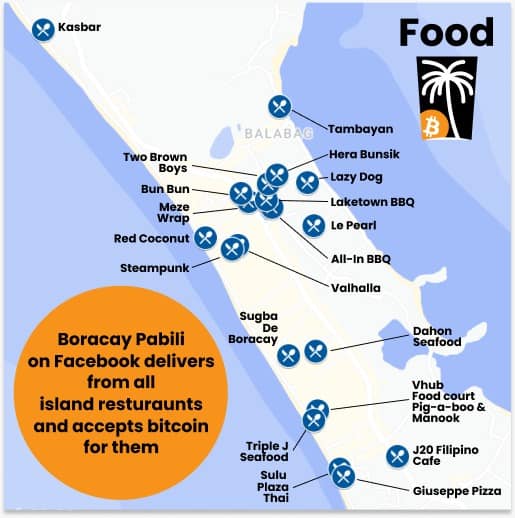 Food
Kasbar
Tambayan
BALABAG
Two Brown
Boys
Hera Bunsik
Lazy Dog
Bun Bun
Laketown BBQ
Meze
Wrap
Le Pearl
Red Coconut
All-In BBQ
Steampunk
Valhalla
Sugba
De
Boracay
Dahon
Seafood
Boracay Pabili
on Facebook delivers
from all
island resturaunts
and accepts bitcoin
for them
Vhub
Food court
Pig-a-boo &
Manook
Triple J
Seafood
J20 Filipino
Cafe
Sulu
Plaza
Thai
Giuseppe Pizza